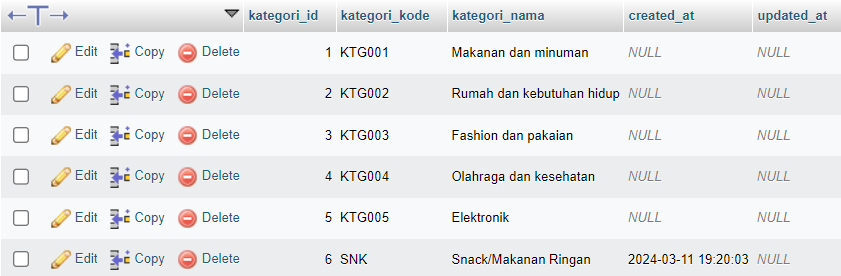 kategori_id kategori_kode kategori_nama created_at updated_at
Edit Copy Delete 1 KTG001 Makanan dan minuman NULL NULL
Edit Copy Delete 2 KTG002 Rumah dan kebutuhan hidup NULL NULL
Edit Copy Delete 3 KTG003 Fashion dan pakaian NULL NULL
Edit Copy Delete 4 KTG004 Olahraga dan kesehatan NULL NULL
Edit Copy Delete 5 KTG005 Elektronik NULL NULL
Edit Copy Delete 6 SNK Snack/Makanan Ringan 2024-03-11 19:20:03 NULL